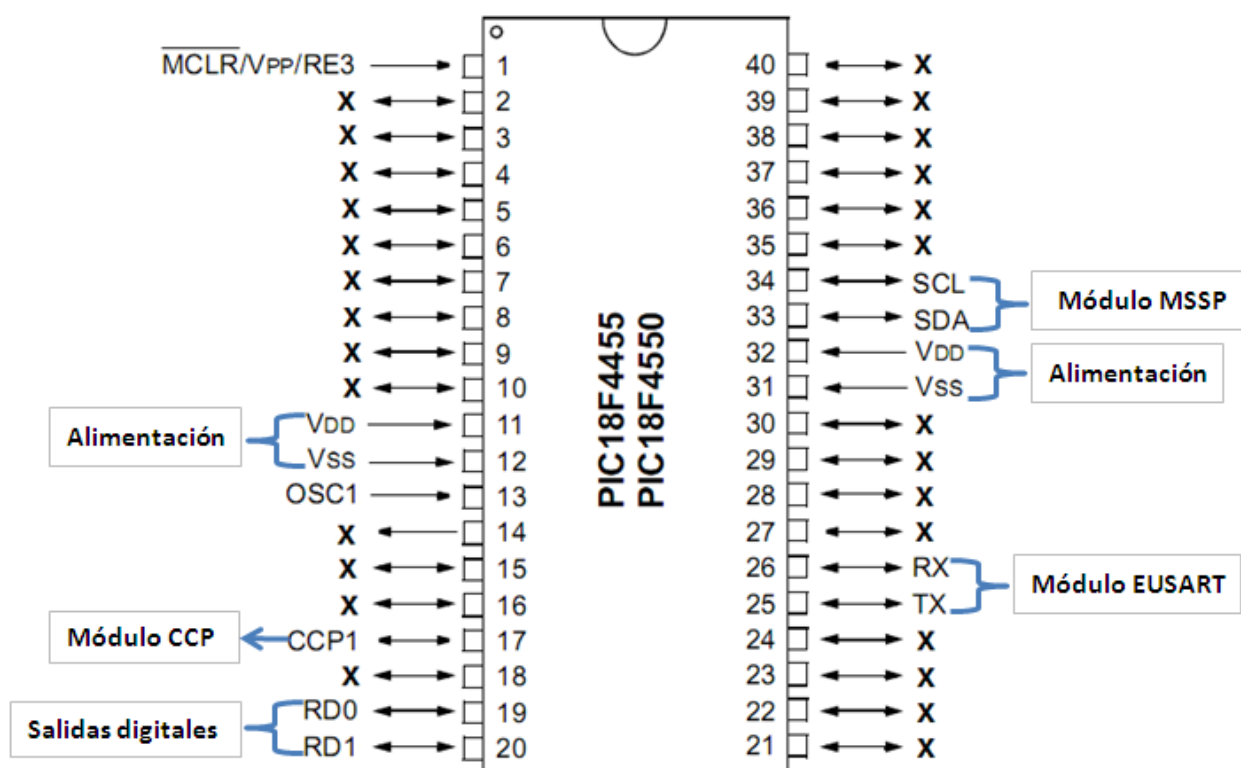 MCLR/VPP/RE3 1 40 X
X 2 39 X
X 3 38 X
X 4 37 X
X 5 36 X
X 6 35 X
X 7 34 SCL
Módulo MSSP
X 8 33 SDA
X 9 32 VDD
Alimentación
X 10 31 VSS
Alimentación
VDD 11 30 X
VSS 12 29 X
OSC1 13 28 X
X 14 27 X
X 15 26 RX
Módulo EUSART
X 16 25 TX
Módulo CCP
CCP1 17 24 X
X 18 23 X
Salidas digitales
RD0 19 22 X
RD1 20 21 X
PIC18F4455
PIC18F4550